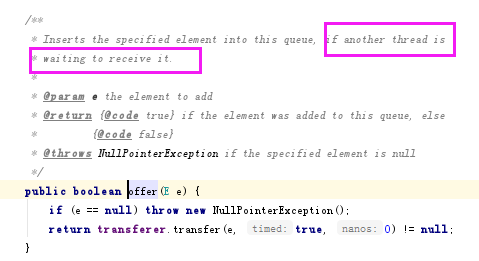 /**
* Inserts the specified element into this queue, if another thread is
* waiting to receive it.
*
* @param e the element to add
* @return {@code true} if the element was added to this queue, else
* {@code false}
* @throws NullPointerException if the specified element is null
*/
public boolean offer(E e) {
if (e == null) throw new NullPointerException();
return transferer.transfer(e, timed: true, nanos: 0) != null;
}